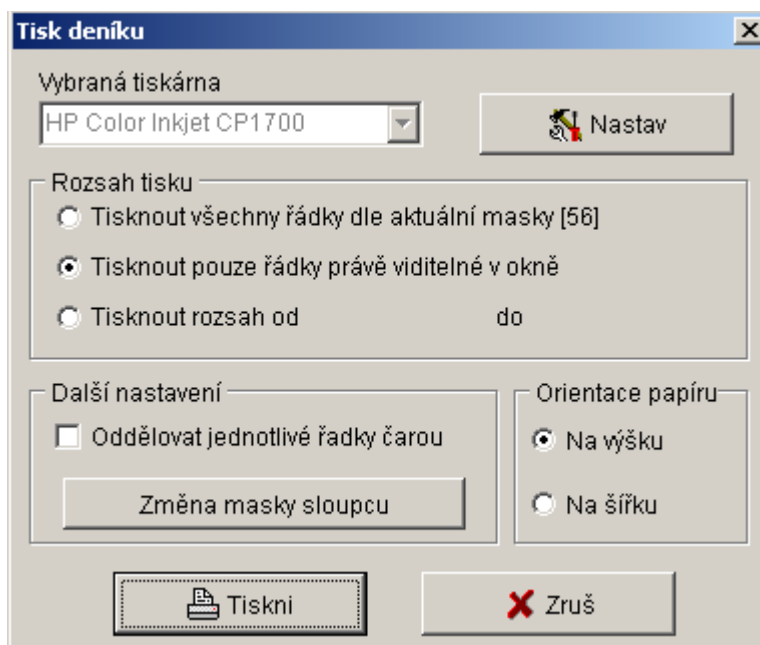 Tisk deníku
Vybraná tiskárna
HP Color Inkjet CP1700
Nastav
Rozsah tisku
Tisknout všechny řádky dle aktuální masky [56]
Tisknout pouze řádky právě viditelné v okně
Tisknout rozsah od do
Další nastavení
Oddělovat jednotlivé řadky čarou
Změna masky sloupcu
Orientace papíru
Na výšku
Na šířku
Tiskni
Zruš